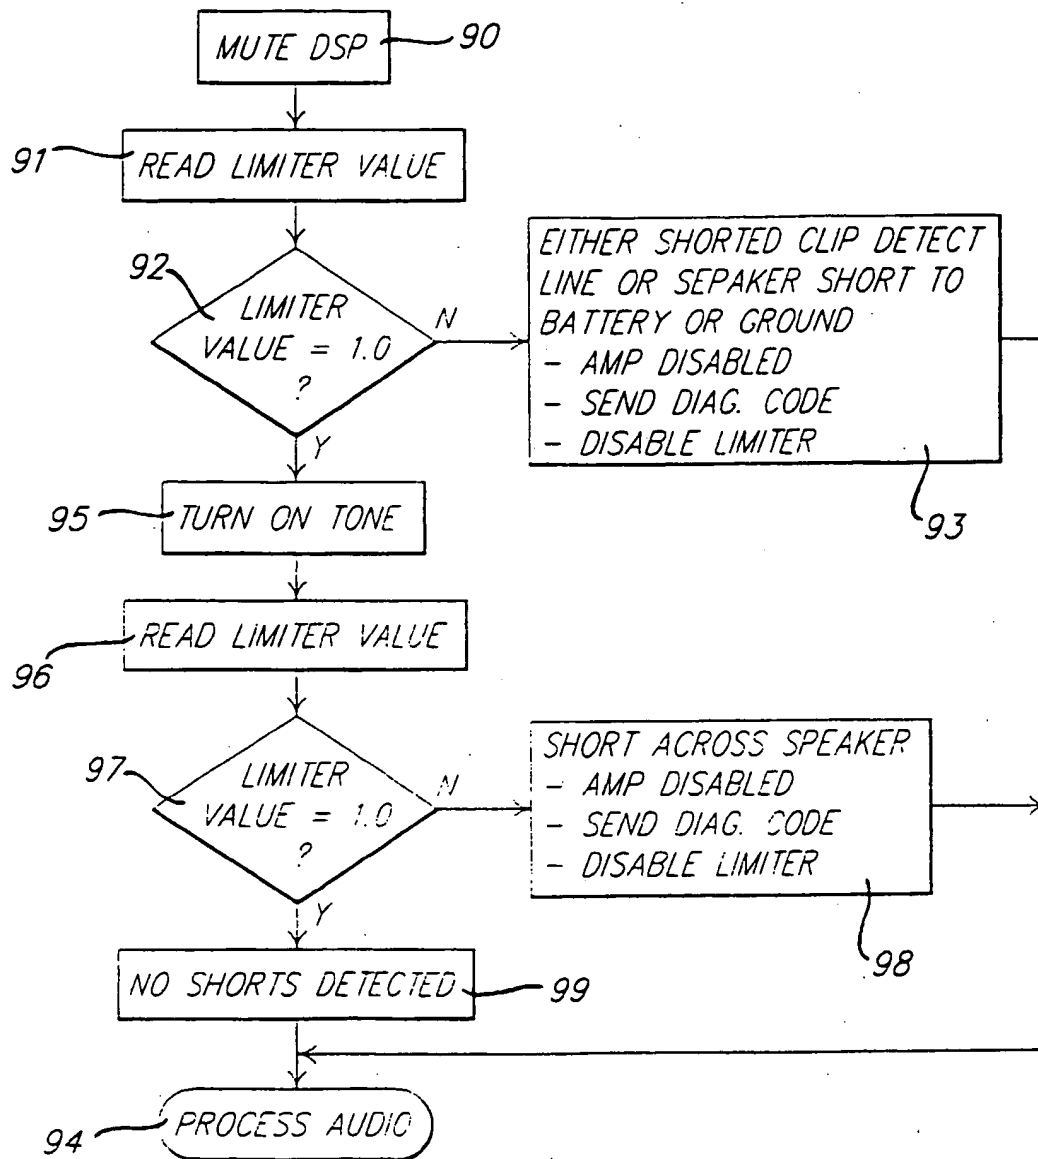 MUTE DSP
90
91
READ LIMITER VALUE
92
LIMITER
VALUE = 1.0
?
N
Y
EITHER SHORTED CLIP DETECT
LINE OR SEPAKER SHORT TO
BATTERY OR GROUND
- AMP DISABLED
- SEND DIAG. CODE
- DISABLE LIMITER
93
95
TURN ON TONE
READ LIMITER VALUE
96
97
LIMITER
VALUE = 1.0
?
N
Y
SHORT ACROSS SPEAKER
- AMP DISABLED
- SEND DIAG. CODE
- DISABLE LIMITER
98
NO SHORTS DETECTED
99
94
PROCESS AUDIO